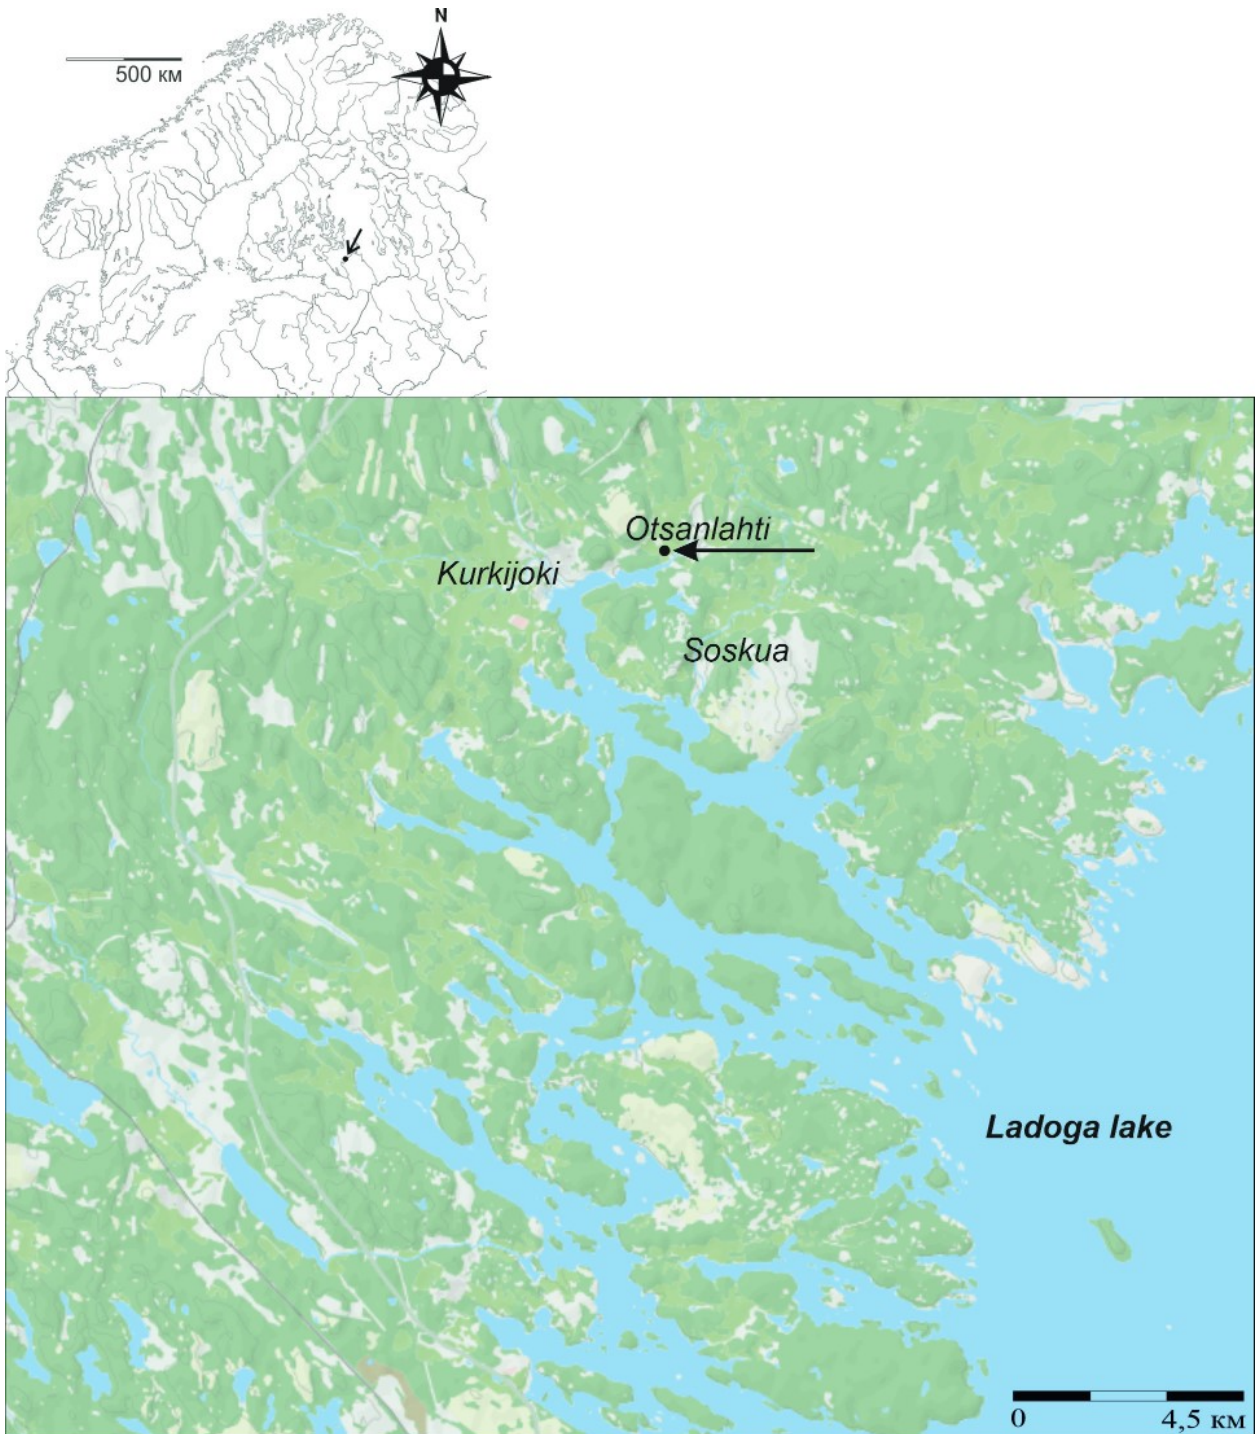 N
500 км
Otsanlahti
Kurkijoki
Soskua
Ladoga lake
0 4,5 км